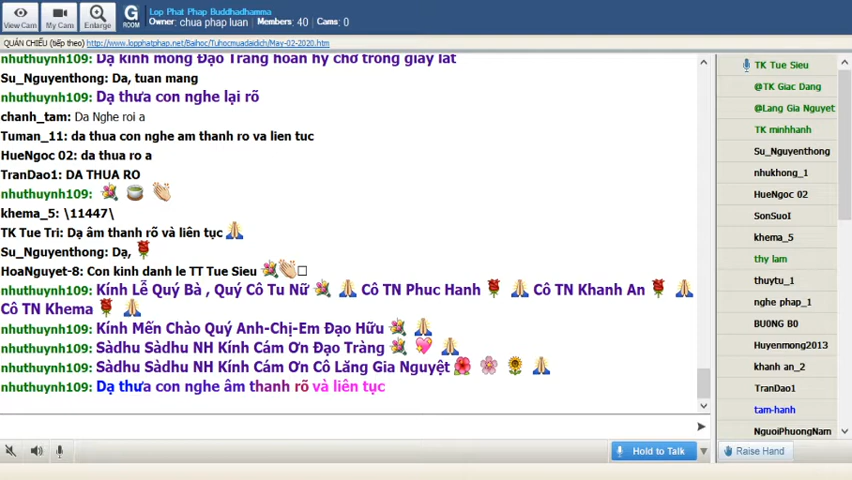 View Cam
My Cam
Enlarge
G
ROOM
Lop Phat Phap Buddhadhamma
Owner: chua phap luan Members: 40 Cams: 0
QUÁN CHIẾU (tiếp theo) http://www.lopphatphap.net/Baihoc/Tuhocmuadaidich/May-02-2020.htm
nhuthuynh109: Dạ kính mong Đạo Tràng hoan hỷ chờ trong giây lát
Su_Nguyenthong: Da, tuan mang
nhuthuynh109: Dạ thưa con nghe lại rõ
chanh_tam: Da Nghe roi a
Tuman_11: da thua con nghe am thanh ro va lien tuc
HueNgoc 02: da thua ro a
TranDao1: DA THUA RO
nhuthuynh109:
khema_5: \11447\
TK Tue Tri: Dạ âm thanh rõ và liên tục
Su_Nguyenthong: Dạ,
HoaNguyet-8: Con kinh danh le TT Tue Sieu
nhuthuynh109: Kính Lễ Quý Bà , Quý Cô Tu Nữ Cô TN Phuc Hanh Cô TN Khanh An
Cô TN Khema
nhuthuynh109: Kính Mến Chào Quý Anh-Chị-Em Đạo Hữu
nhuthuynh109: Sàdhu Sàdhu NH Kính Cám Ơn Đạo Tràng
nhuthuynh109: Sàdhu Sàdhu NH Kính Cám Ơn Cô Lăng Gia Nguyệt
nhuthuynh109: Dạ thưa con nghe âm thanh rõ và liên tục
Hold to Talk
TK Tue Sieu
@TK Giac Dang
@Lang Gia Nguyet
TK minhhanh
Su_Nguyenthong
nhukhong_1
HueNgoc 02
SonSuoI
khema_5
thy lam
thuytu_1
nghe phap_1
BU0NG B0
Huyenmong2013
khanh an_2
TranDao1
tam-hanh
NguoiPhuongNam
Raise Hand